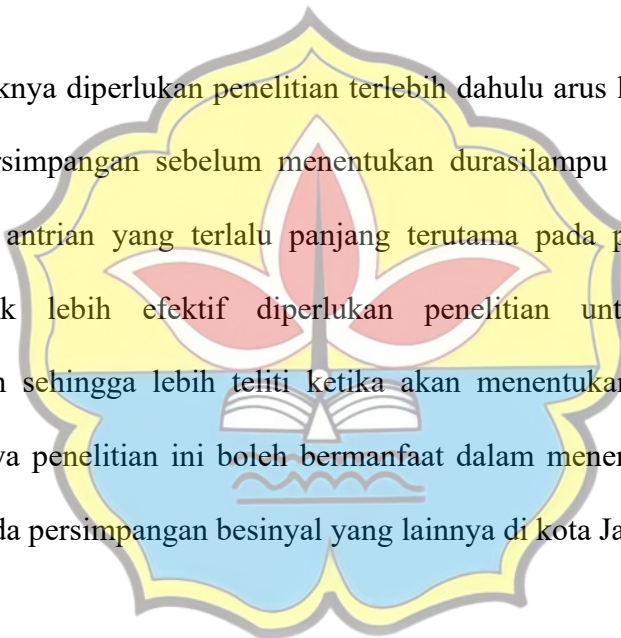 knya diperlukan penelitian terlebih dahulu arus
rsimpangan sebelum menentukan durasilampu
antrian yang terlalu panjang terutama pada p
k lebih efektif diperlukan penelitian unt
n sehingga lebih teliti ketika akan menentukan
ya penelitian ini boleh bermanfaat dalam menen
da persimpangan besinyal yang lainnya di kota Ja